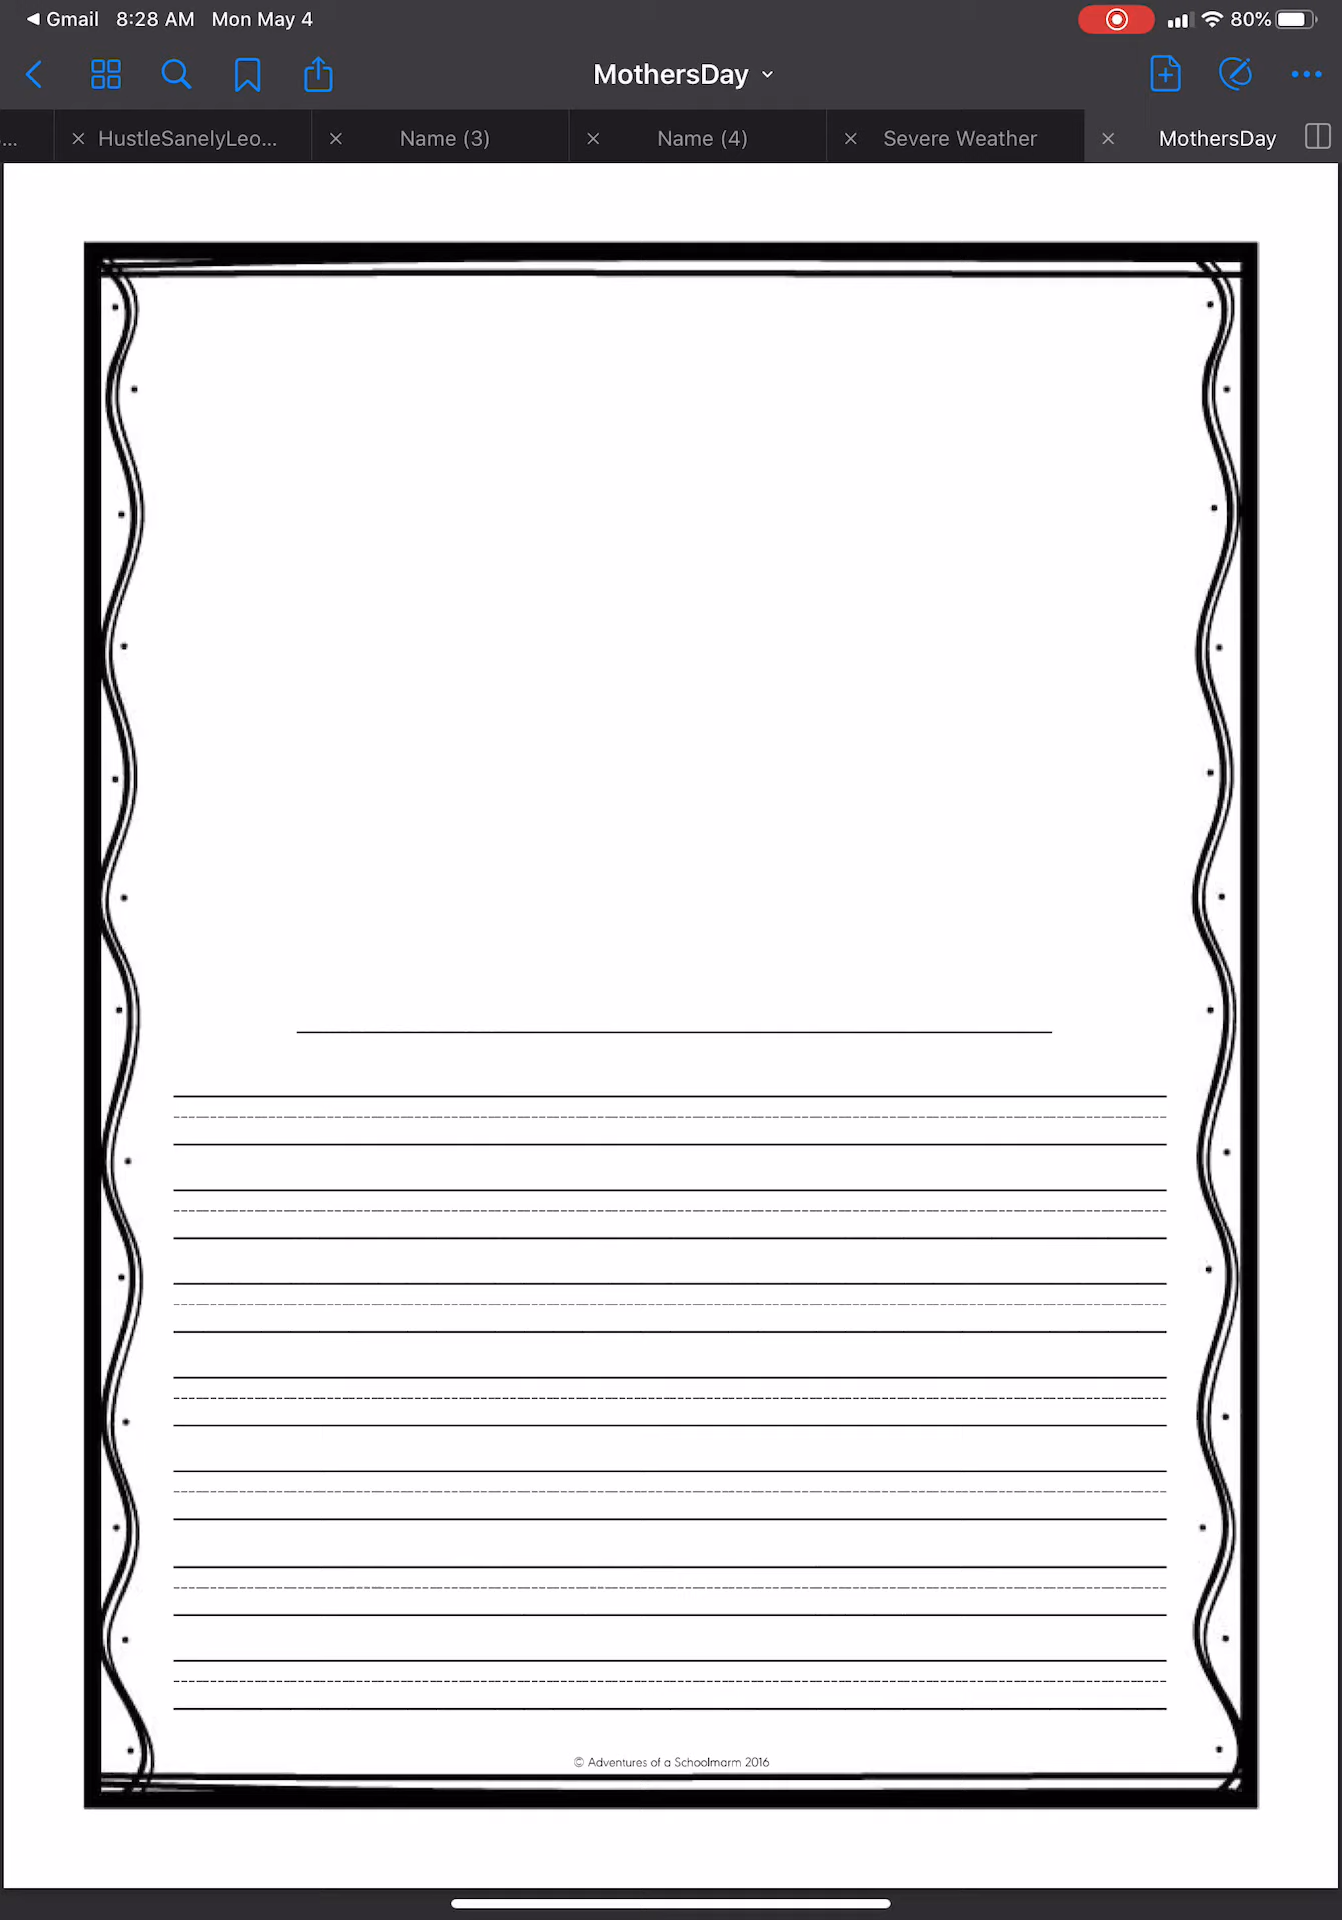 Gmail 8:28 AM Mon May 4 80%
MothersDay
... HustleSanelyLeo... Name (3) Name (4) Severe Weather MothersDay
© Adventures of a Schoolmarm 2016